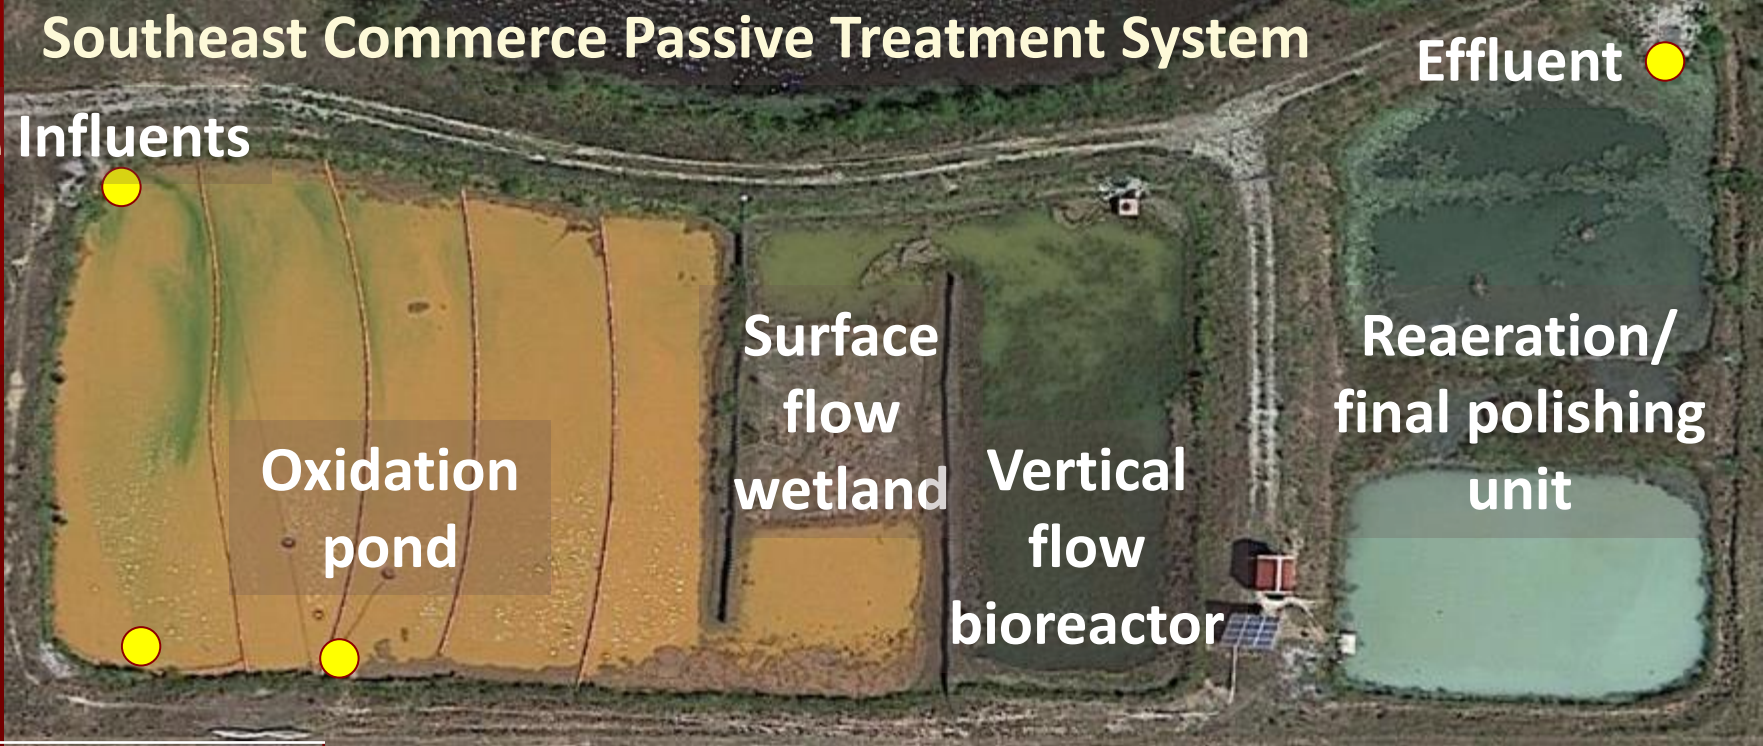 Southeast Commerce Passive Treatment System
Effluent
Influents
Surface
flow
wetland
Reaeration/
final polishing
unit
Oxidation
pond
Vertical
flow
bioreactor